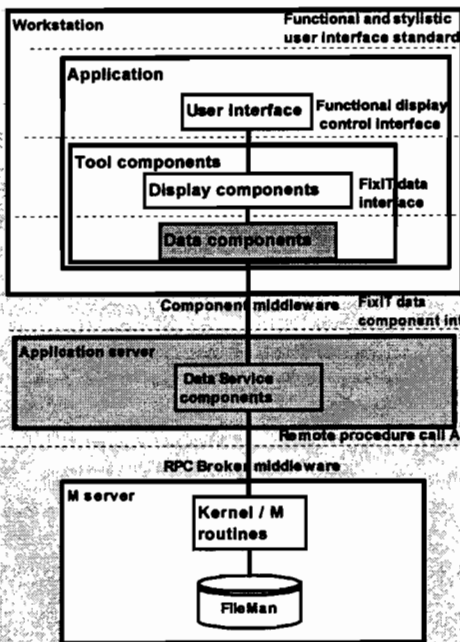 Workstation
Functional and stylistic
user interface standard
Application
User interface
Functional display
control interface
Tool components
Display components
FixIT data
interface
Data components
Component middleware
FixIT data
component int
Application server
Data Service
components
Remote procedure call A
RPC Broker middleware
M server
Kernel / M
routines
FileMan